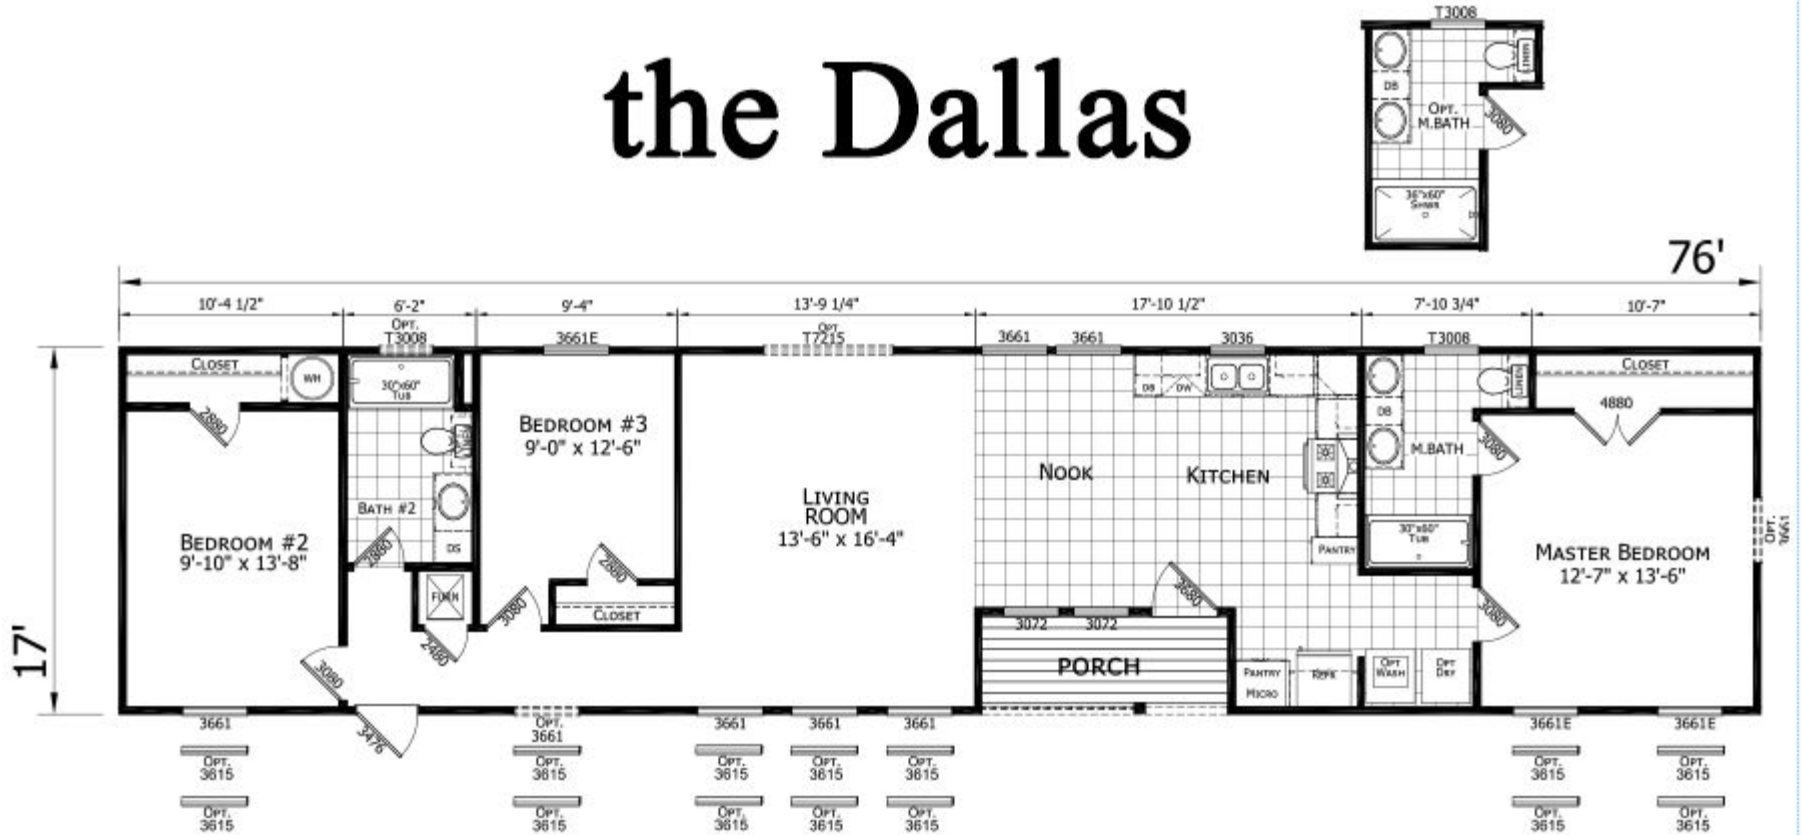 the Dallas
T3008
LINEN
DB
OPT.
M.BATH
3080
36"x60"
SHWR
76'
10'-4 1/2"
6'-2"
9'-4"
13'-9 1/4"
17'-10 1/2"
7'-10 3/4"
10'-7"
OPT.
T3008
3661E
OPT.
T7215
3661
3661
3036
T3008
CLOSET
WH
2880
30"x60"
TUB
LINEN
BATH #2
2880
DS
BEDROOM #2
9'-10" x 13'-8"
3080
FURN
2480
BEDROOM #3
9'-0" x 12'-6"
3080
2880
CLOSET
LIVING
ROOM
13'-6" x 16'-4"
NOOK
KITCHEN
DB
DW
PANTRY
3680
3072
3072
PORCH
PANTRY
MICRO
REFR
OPT
WASH
OPT
DRY
DB
LINEN
M.BATH
3080
30"x60"
TUB
3080
CLOSET
4880
MASTER BEDROOM
12'-7" x 13'-6"
OPT.
3661
17'
3661
3476
OPT.
3661
3661
3661
3661
3661E
3661E
OPT.
3615
OPT.
3615
OPT.
3615
OPT.
3615
OPT.
3615
OPT.
3615
OPT.
3615
OPT.
3615
OPT.
3615
OPT.
3615
OPT.
3615
OPT.
3615
OPT.
3615
OPT.
3615